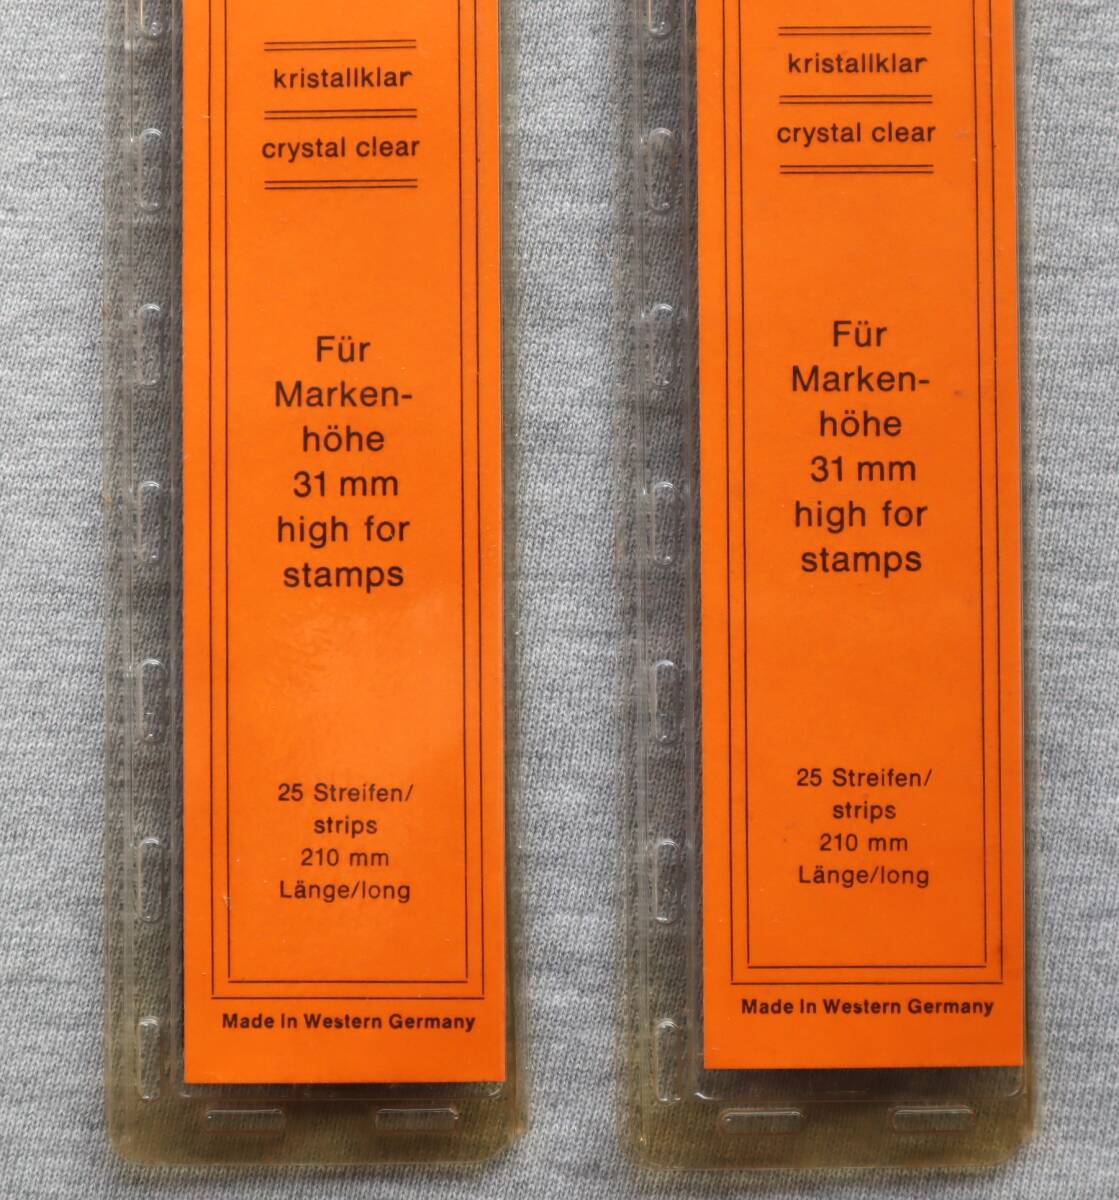 kristallklar
crystal clear
Für
Marken-
höhe
31 mm
high for
stamps
25 Streifen/
strips
210 mm
Länge/long
Made In Western Germany
kristallklar
crystal clear
Für
Marken-
höhe
31 mm
high for
stamps
25 Streifen/
strips
210 mm
Länge/long
Made In Western Germany